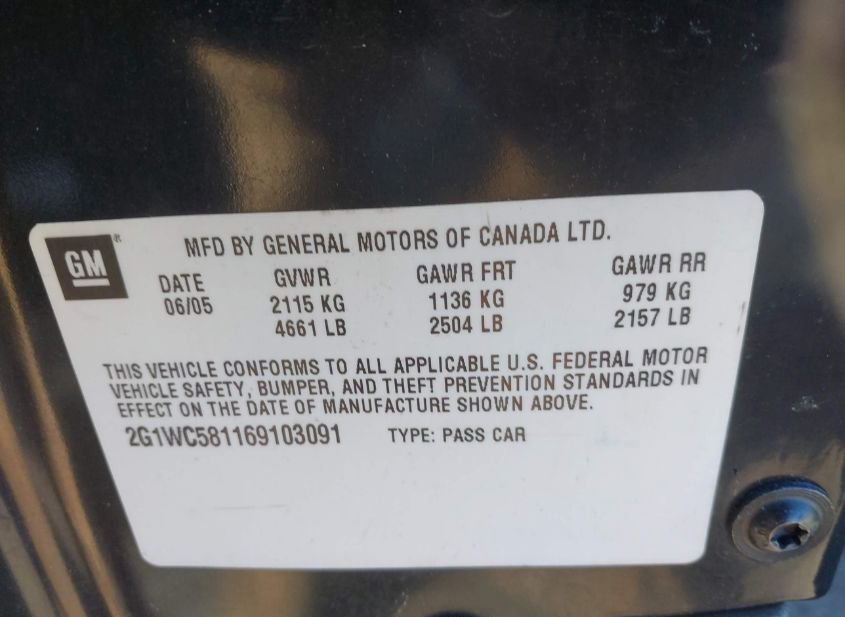 GM
MFD BY GENERAL MOTORS OF CANADA LTD.
DATE GVWR GAWR FRT GAWR RR
06/05 2115 KG 1136 KG 979 KG
4661 LB 2504 LB 2157 LB
THIS VEHICLE CONFORMS TO ALL APPLICABLE U.S. FEDERAL MOTOR
VEHICLE SAFETY, BUMPER, AND THEFT PREVENTION STANDARDS IN
EFFECT ON THE DATE OF MANUFACTURE SHOWN ABOVE.
2G1WC581169103091 TYPE: PASS CAR